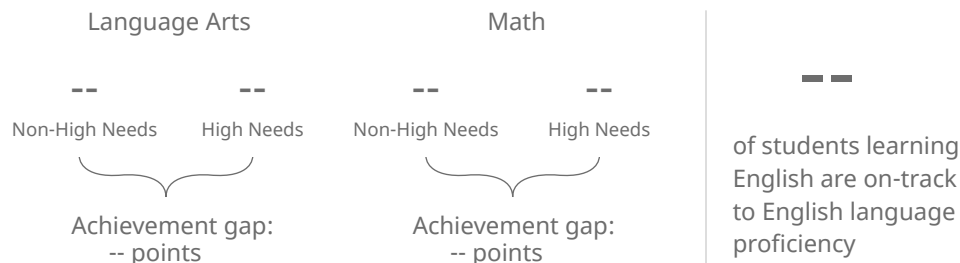 Language Arts
--
--
Non-High Needs
High Needs
Achievement gap:
-- points
Math
--
--
Non-High Needs
High Needs
Achievement gap:
-- points
--
of students learning
English are on-track
to English language
proficiency